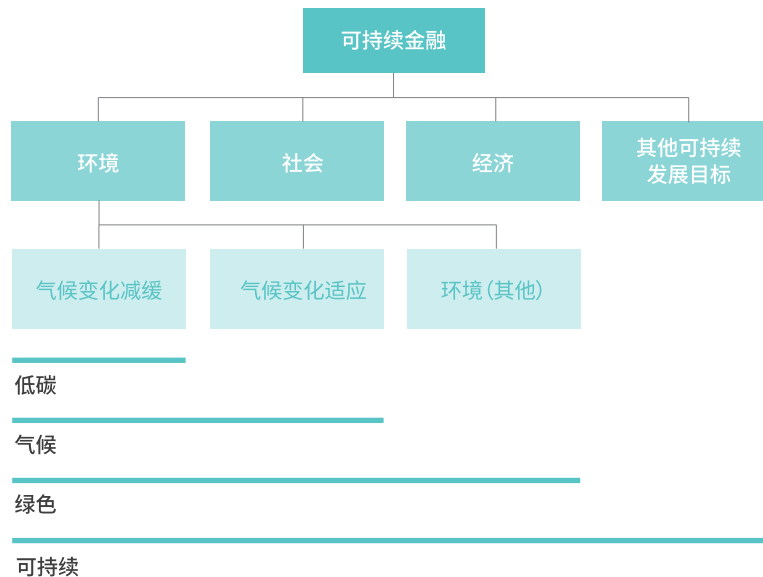 可持续金融
环境
社会
经济
其他可持续
发展目标
气候变化减缓
气候变化适应
环境(其他)
低碳
气候
绿色
可持续